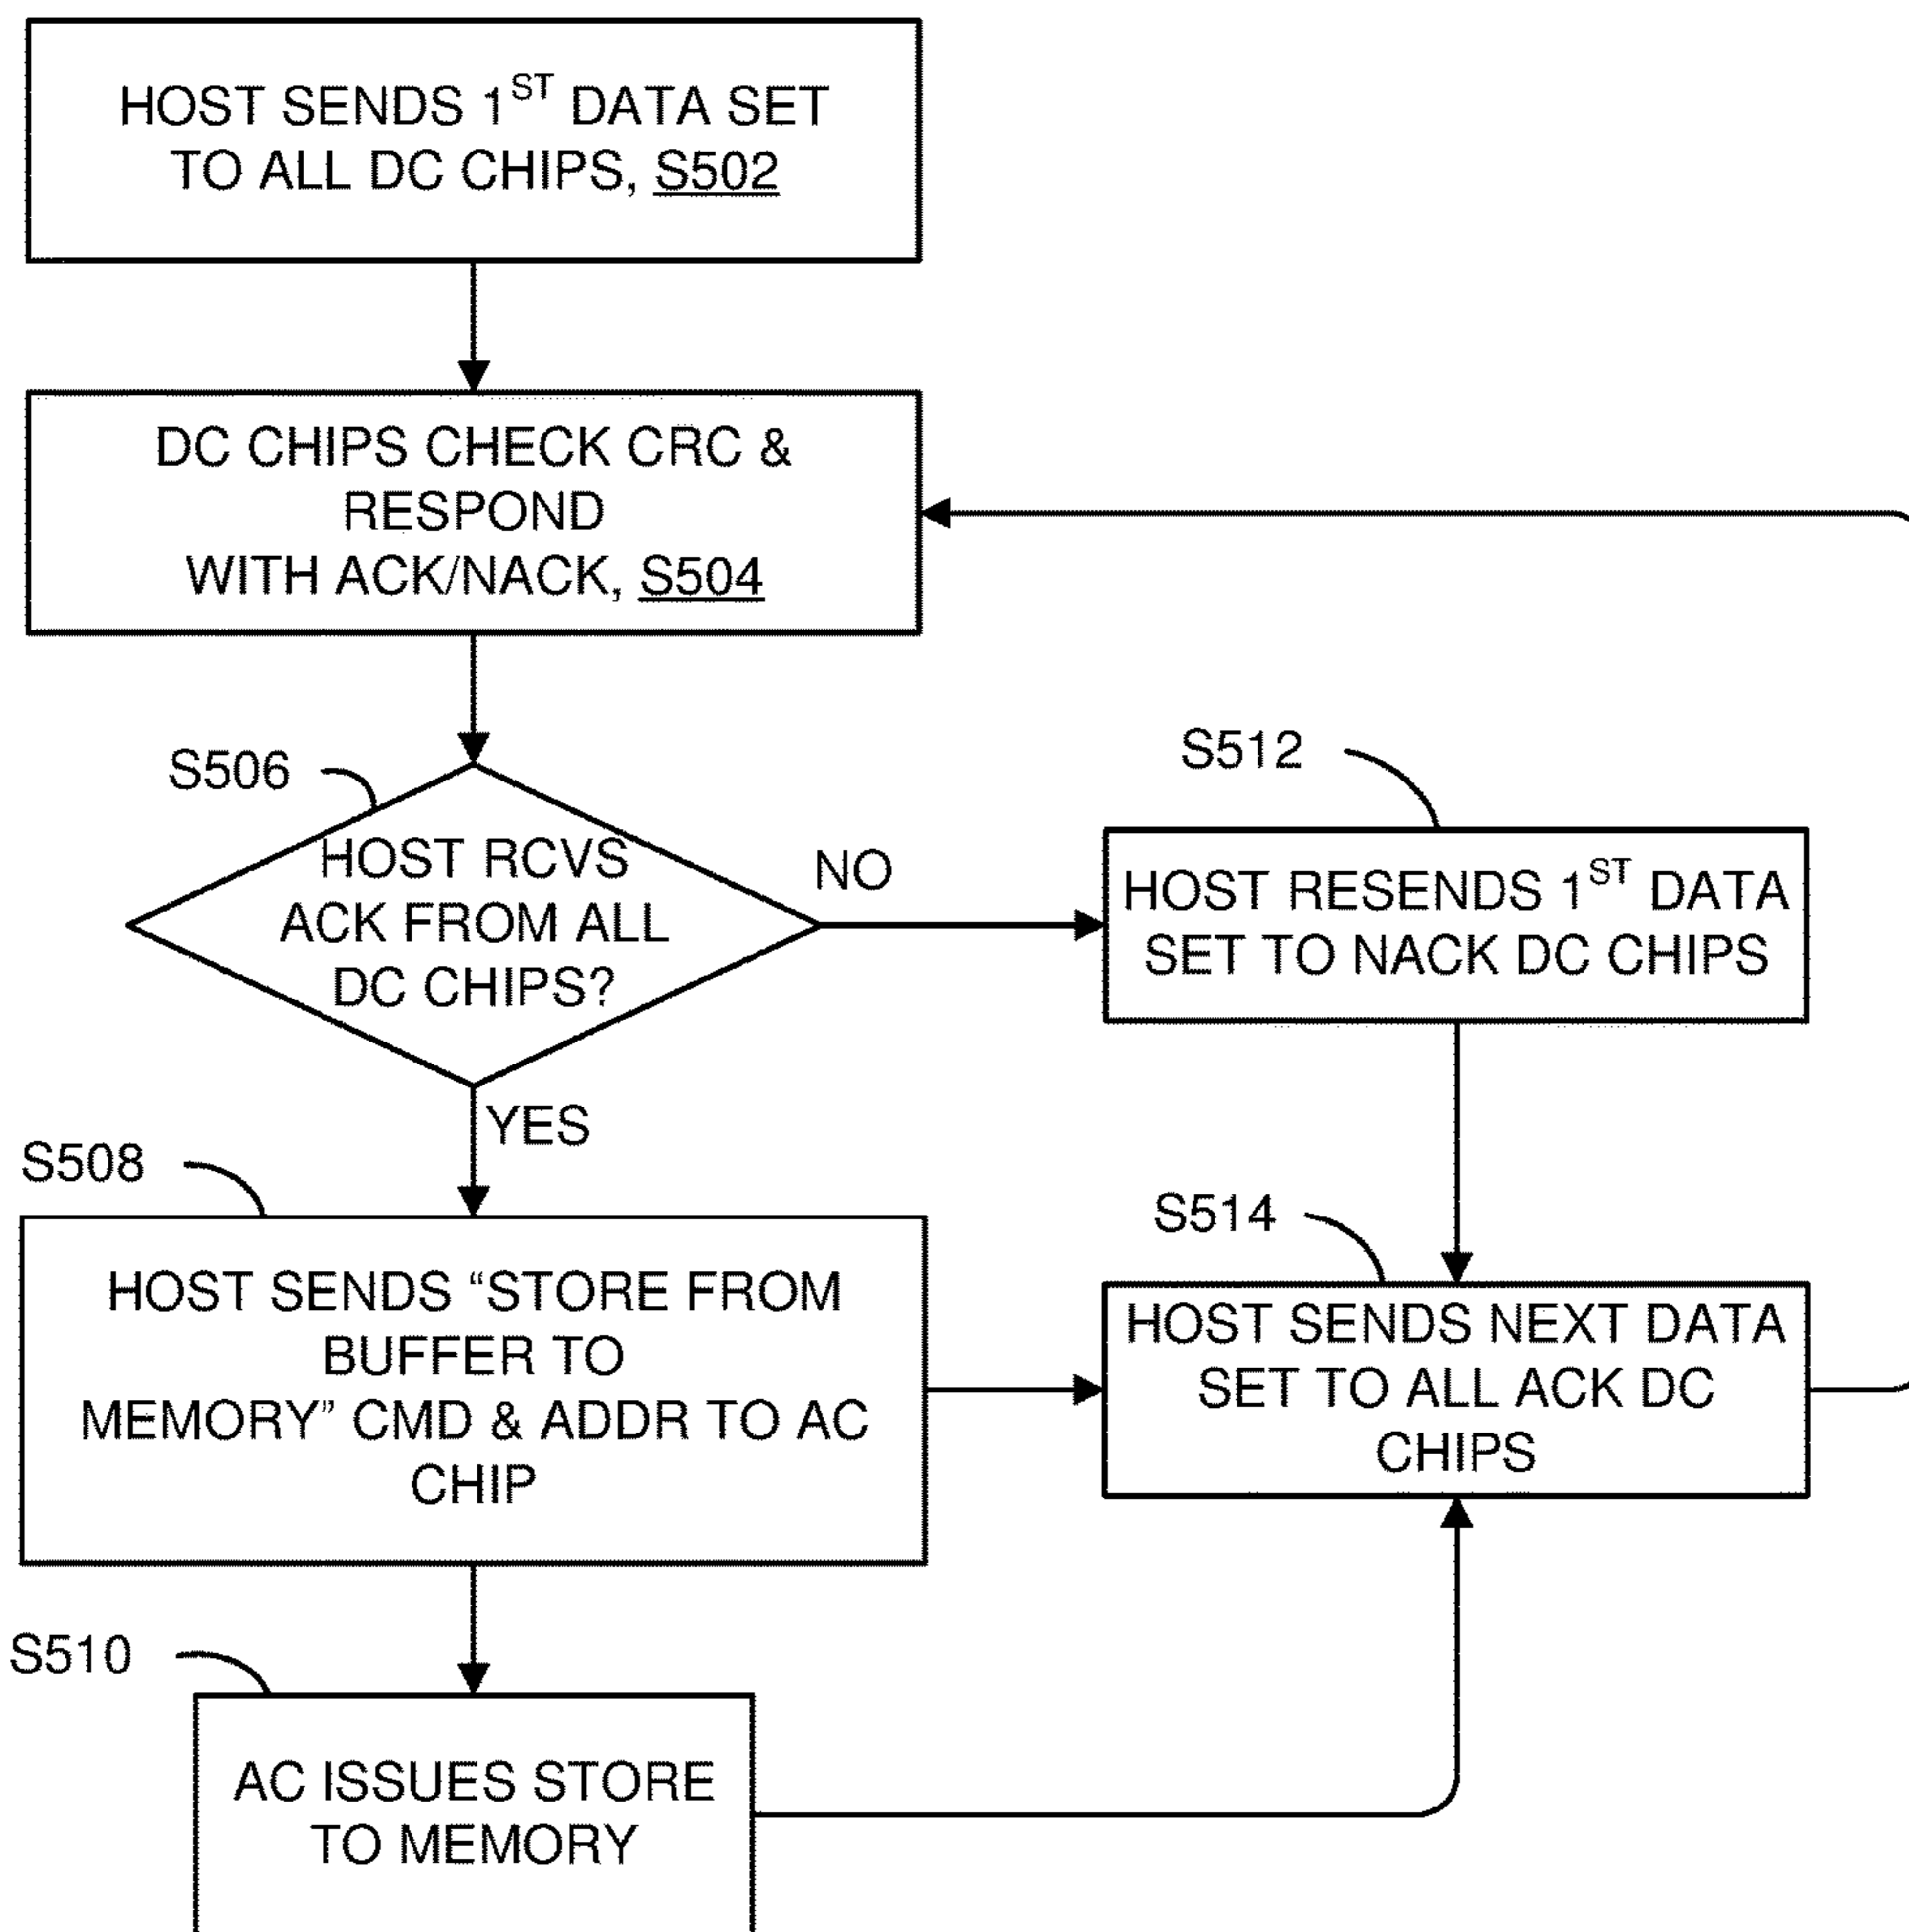 HOST SENDS 1ST DATA SET
TO ALL DC CHIPS, S502
DC CHIPS CHECK CRC &
RESPOND
WITH ACK/NACK, S504
S506
HOST RCVS
ACK FROM ALL
DC CHIPS?
NO
YES
S512
HOST RESENDS 1ST DATA
SET TO NACK DC CHIPS
S508
HOST SENDS “STORE FROM
BUFFER TO
MEMORY” CMD & ADDR TO AC
CHIP
S514
HOST SENDS NEXT DATA
SET TO ALL ACK DC
CHIPS
S510
AC ISSUES STORE
TO MEMORY